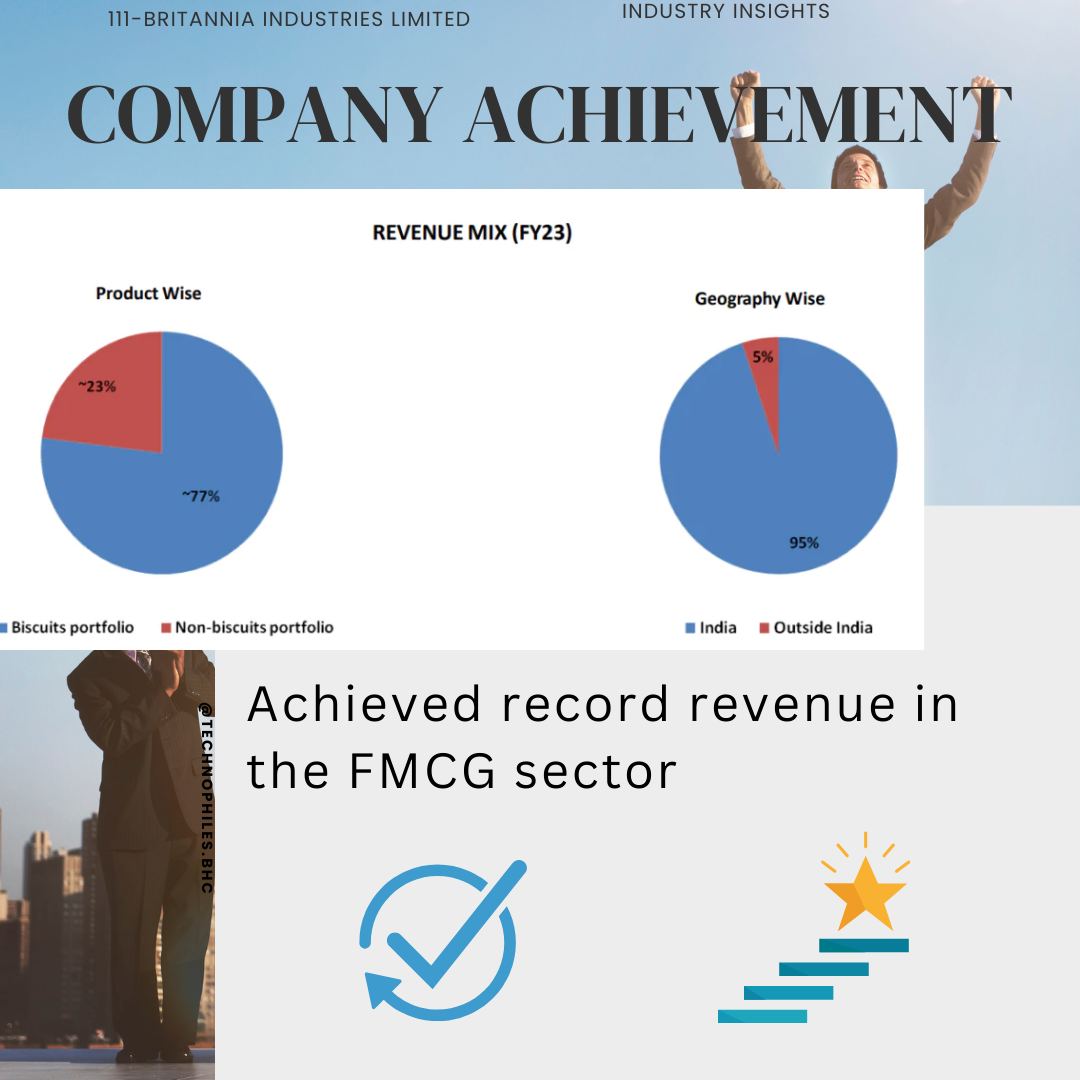 111-BRITANNIA INDUSTRIES LIMITED
INDUSTRY INSIGHTS
COMPANY ACHIEVEMENT
REVENUE MIX (FY23)
Product Wise
~23%
~77%
Biscuits portfolio
Non-biscuits portfolio
Geography Wise
5%
95%
India
Outside India
@TECHNOPHILES.BHC
Achieved record revenue in
the FMCG sector